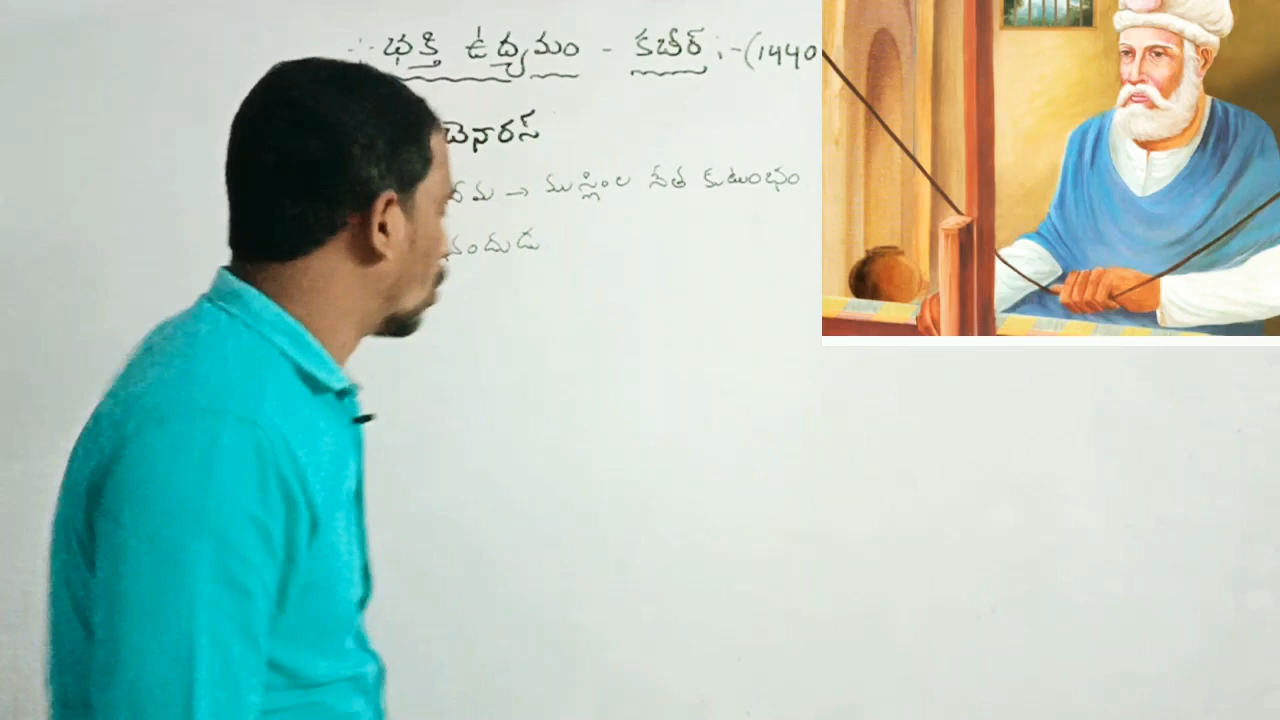 ∴ భక్తి ఉద్యమం - కబీర్ :-(1440
బెనారస్
→ ముస్లింల నేత కుటుంభం